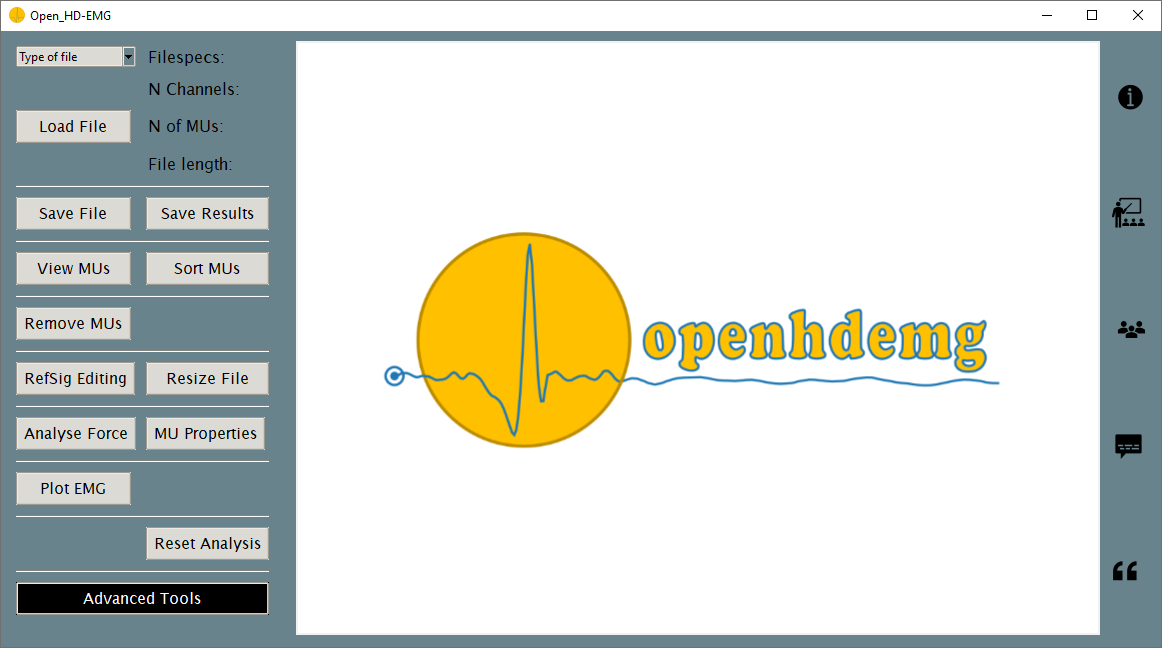 Open_HD-EMG
Type of file
Filespecs:
N Channels:
Load File
N of MUs:
File length:
Save File
Save Results
View MUs
Sort MUs
Remove MUs
RefSig Editing
Resize File
Analyse Force
MU Properties
Plot EMG
Reset Analysis
Advanced Tools
openhdemg